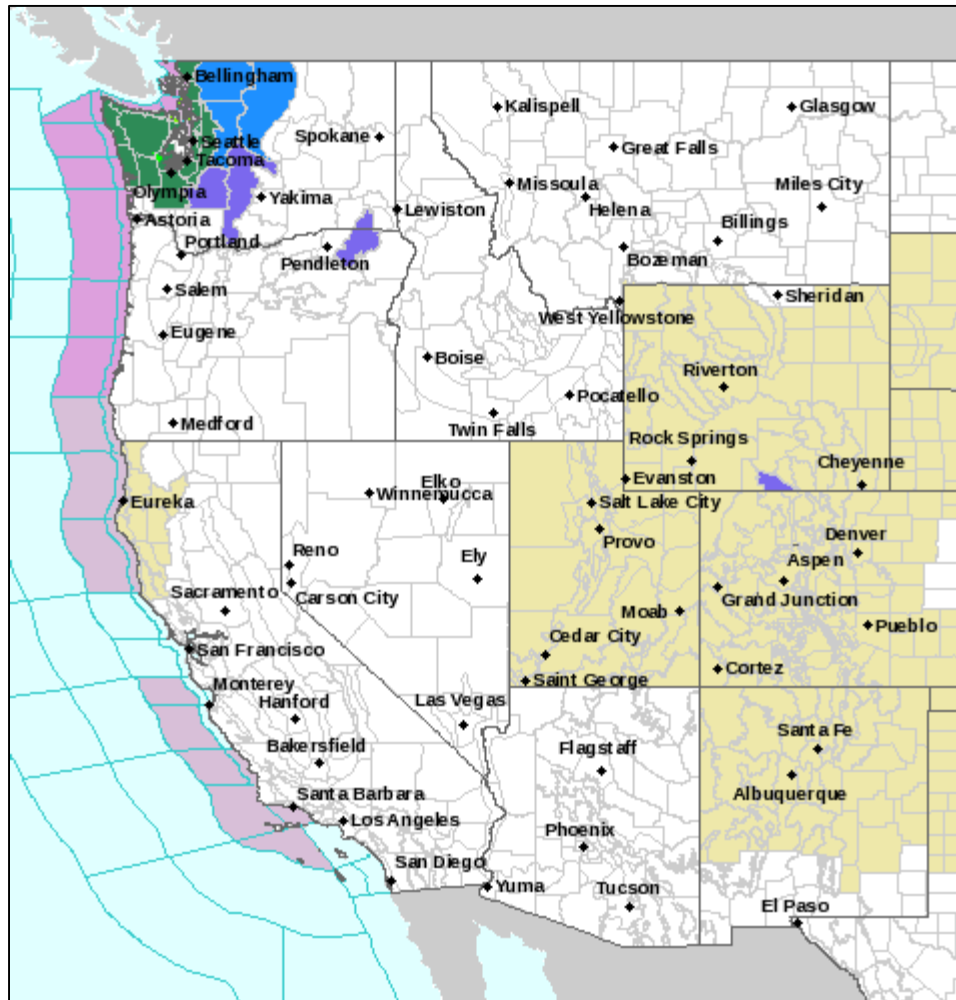 Bellingham
Kalispell
Glasgow
Spokane
Seattle
Great Falls
Tacoma
Missoula
Miles City
Olympia
Yakima
Lewiston
Helena
Astoria
Billings
Portland
Pendleton
Bozeman
Salem
Sheridan
West Yellowstone
Eugene
Boise
Riverton
Pocatello
Medford
Twin Falls
Rock Springs
Cheyenne
Elko
Evanston
Winnemucca
Eureka
Salt Lake City
Denver
Provo
Reno
Ely
Aspen
Sacramento
Carson City
Grand Junction
Moab
Pueblo
Cedar City
San Francisco
Cortez
Saint George
Monterey
Hanford
Las Vegas
Santa Fe
Bakersfield
Flagstaff
Albuquerque
Santa Barbara
Los Angeles
Phoenix
San Diego
Yuma
Tucson
El Paso